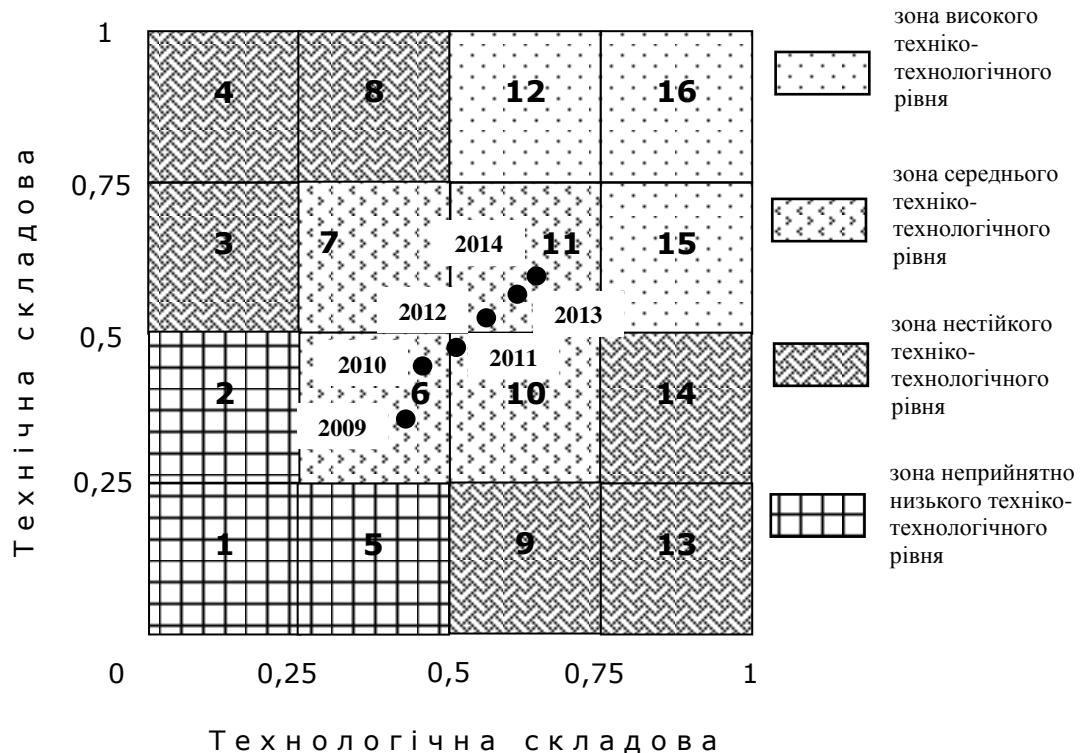 1
4
8
12
16
0,75
3
7
2014
11
15
2012
2013
0,5
2
2010
2011
6
10
14
2009
0,25
1
5
9
13
0
0,25
0,5
0,75
1
Технічна складова
Технологічна складова
зона високого
техніко-
технологічного
рівня
зона середнього
техніко-
технологічного
рівня
зона нестійкого
техніко-
технологічного
рівня
зона неприйнятно
низького техніко-
технологічного
рівня